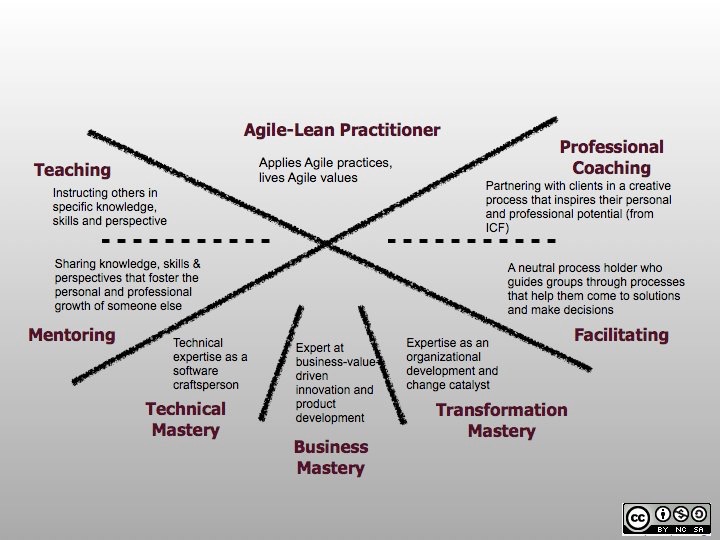 Agile-Lean Practitioner
Applies Agile practices,
lives Agile values
Teaching
Instructing others in
specific knowledge,
skills and perspective
Professional
Coaching
Partnering with clients in a creative
process that inspires their personal
and professional potential (from
ICF)
Sharing knowledge, skills &
perspectives that foster the
personal and professional
growth of someone else
Mentoring
A neutral process holder who
guides groups through processes
that help them come to solutions
and make decisions
Facilitating
Technical
expertise as a
software
craftsperson
Technical
Mastery
Expert at
business-value-
driven
innovation and
product
development
Business
Mastery
Expertise as an
organizational
development and
change catalyst
Transformation
Mastery
cc
BY NC SA